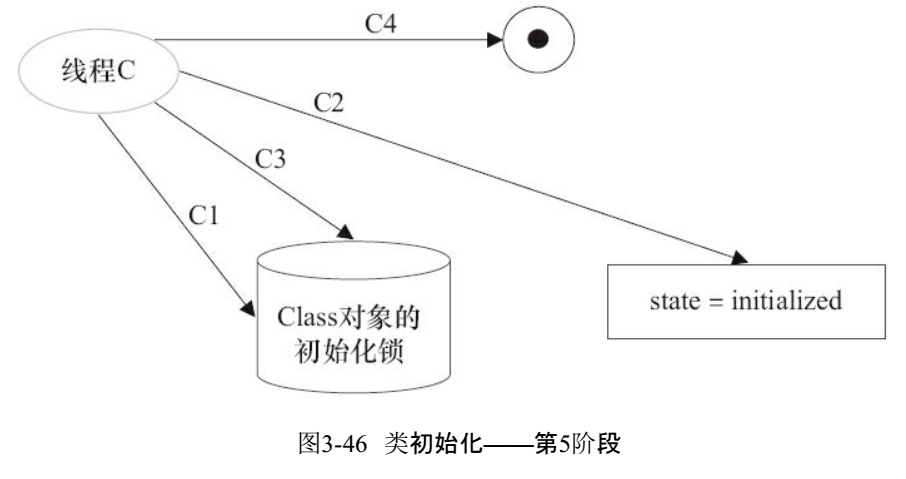 C4
线程C
C2
C3
C1
Class对象的
初始化锁
state = initialized
图3-46 类初始化——第5阶段